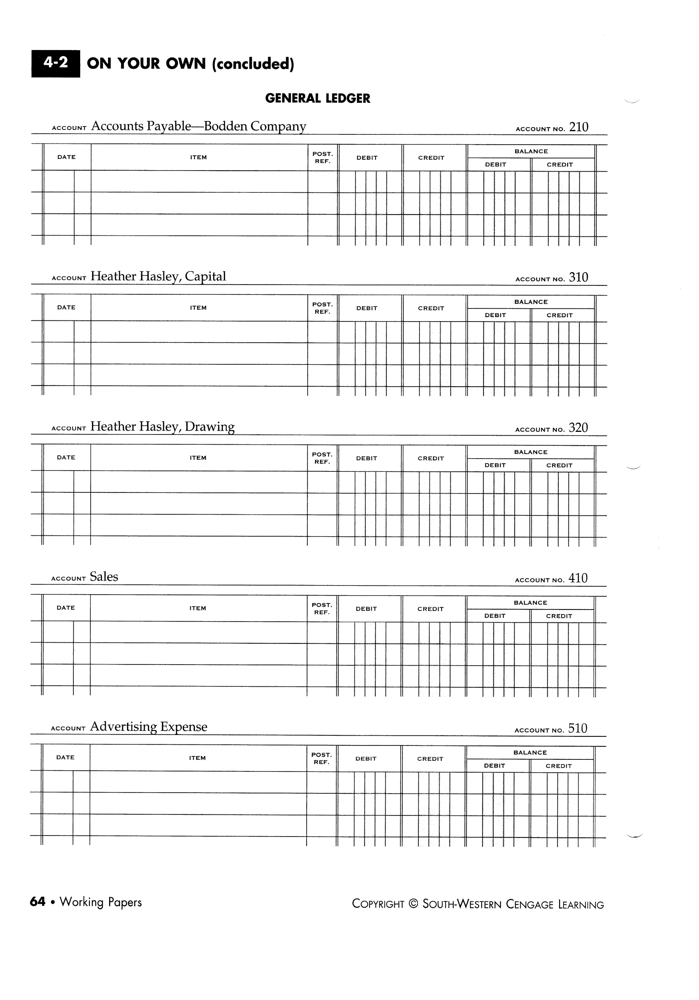 4-2 ON YOUR OWN (concluded)
GENERAL LEDGER
ACCOUNT Accounts Payable—Bodden Company ACCOUNT NO. 210
DATE ITEM POST. REF. DEBIT CREDIT BALANCE
DEBIT CREDIT
ACCOUNT Heather Hasley, Capital ACCOUNT NO. 310
DATE ITEM POST. REF. DEBIT CREDIT BALANCE
DEBIT CREDIT
ACCOUNT Heather Hasley, Drawing ACCOUNT NO. 320
DATE ITEM POST. REF. DEBIT CREDIT BALANCE
DEBIT CREDIT
ACCOUNT Sales ACCOUNT NO. 410
DATE ITEM POST. REF. DEBIT CREDIT BALANCE
DEBIT CREDIT
ACCOUNT Advertising Expense ACCOUNT NO. 510
DATE ITEM POST. REF. DEBIT CREDIT BALANCE
DEBIT CREDIT
64 • Working Papers COPYRIGHT © SOUTH-WESTERN CENGAGE LEARNING